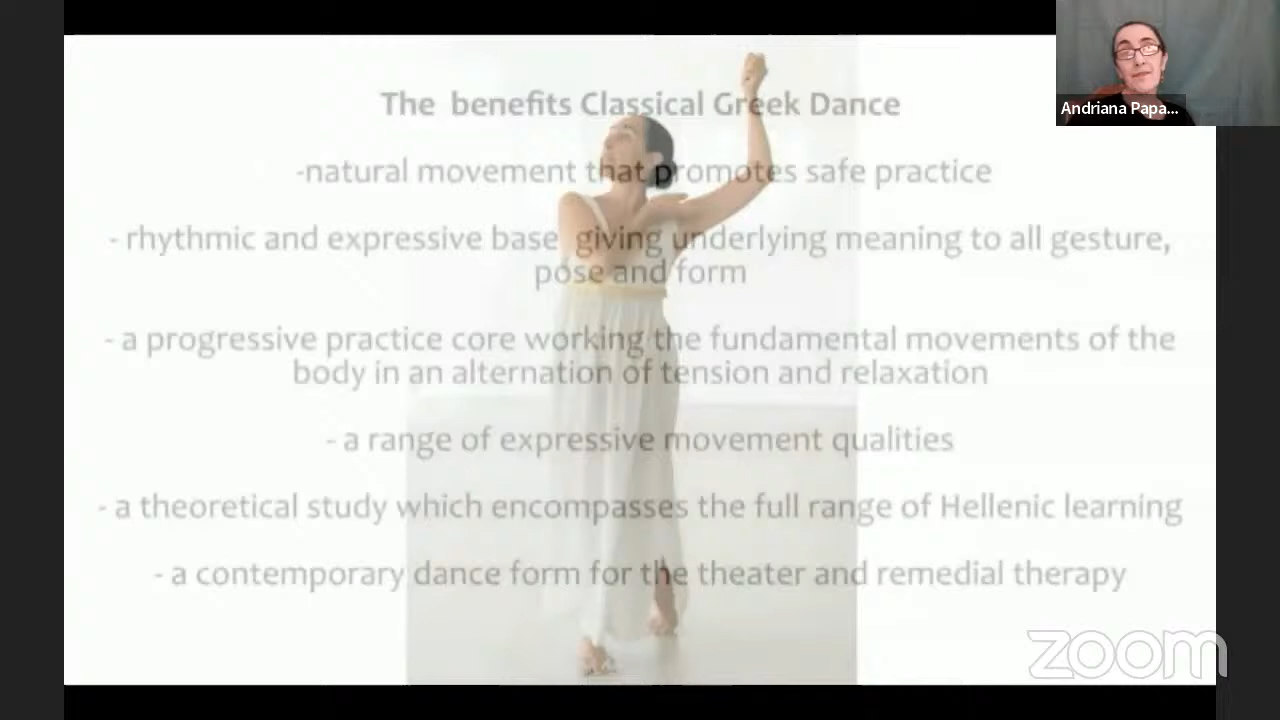 The benefits Classical Greek Dance
-natural movement that promotes safe practice
- rhythmic and expressive base giving underlying meaning to all gesture,
pose and form
- a progressive practice core working the fundamental movements of the
body in an alternation of tension and relaxation
- a range of expressive movement qualities
- a theoretical study which encompasses the full range of Hellenic learning
- a contemporary dance form for the theater and remedial therapy
Andriana Papa...
zoom